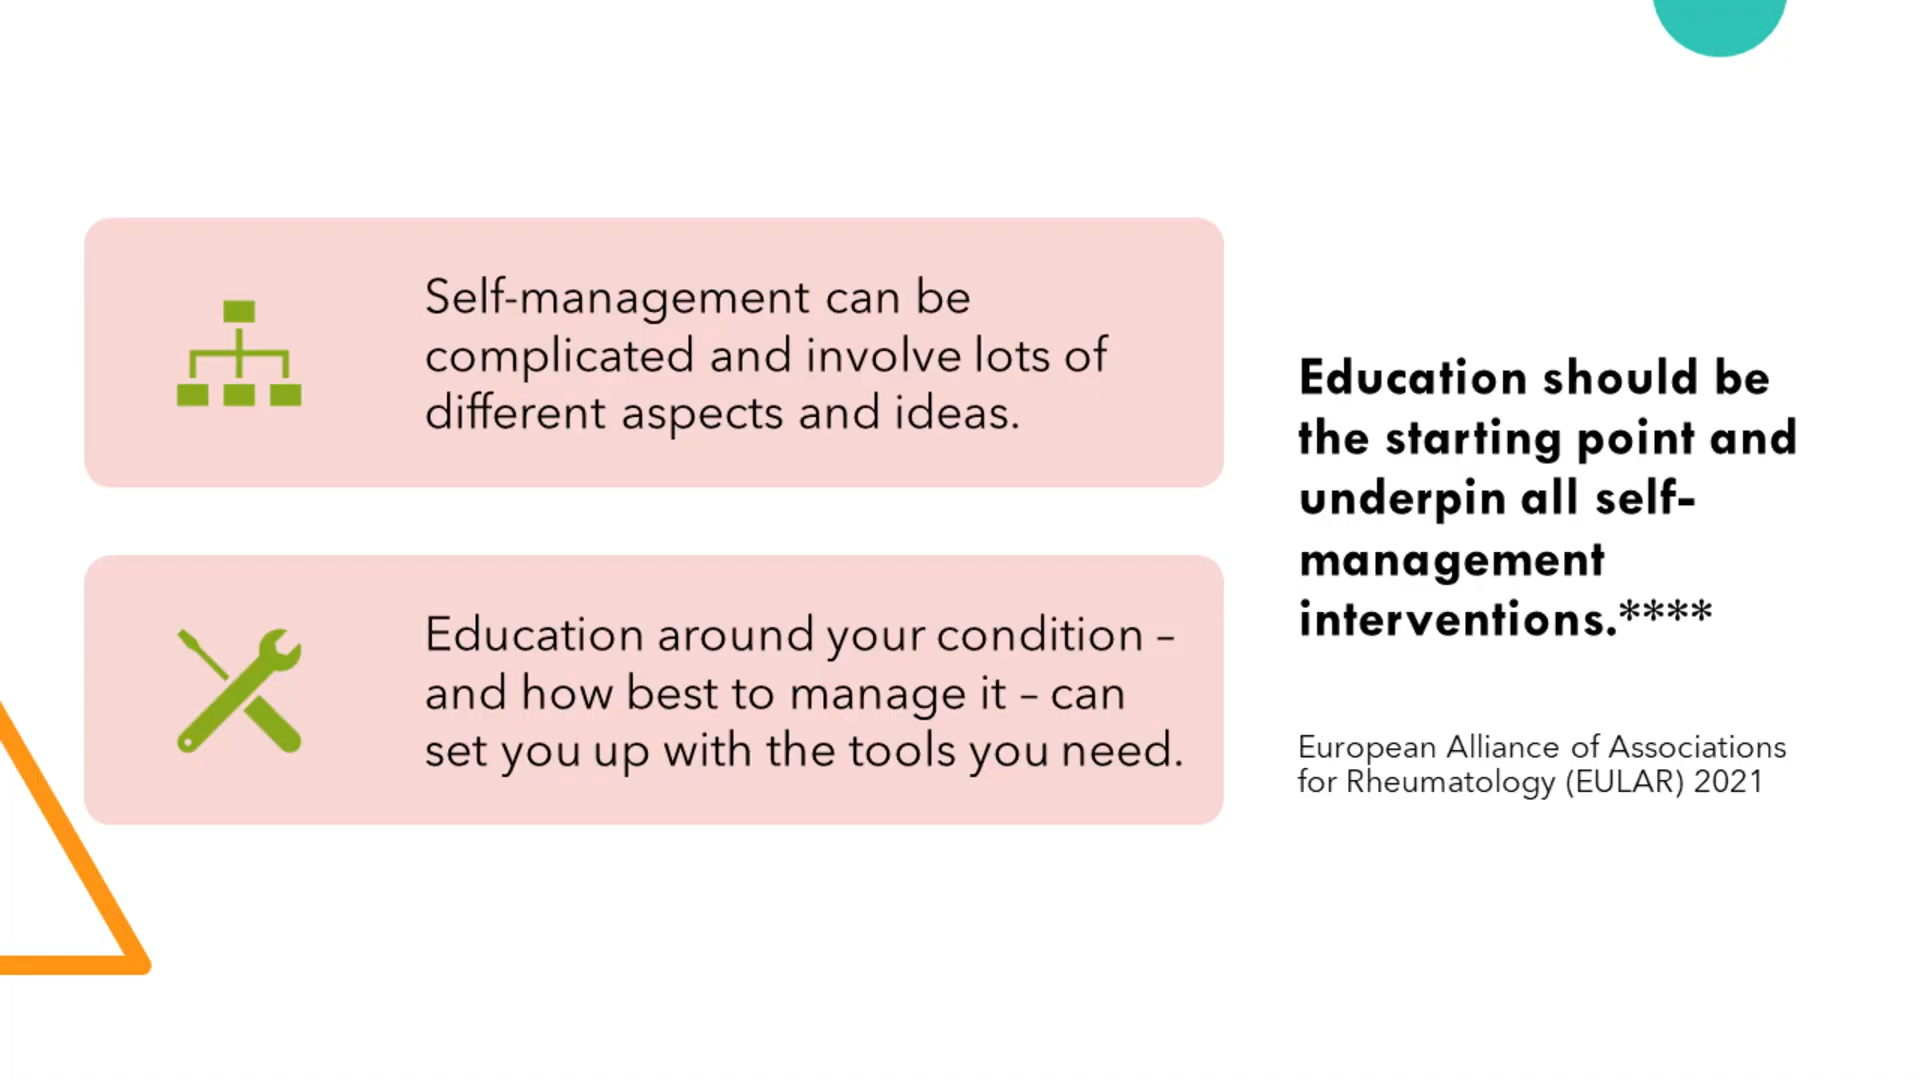 Self-management can be
complicated and involve lots of
different aspects and ideas.
Education around your condition –
and how best to manage it – can
set you up with the tools you need.
Education should be
the starting point and
underpin all self-
management
interventions.****
European Alliance of Associations
for Rheumatology (EULAR) 2021